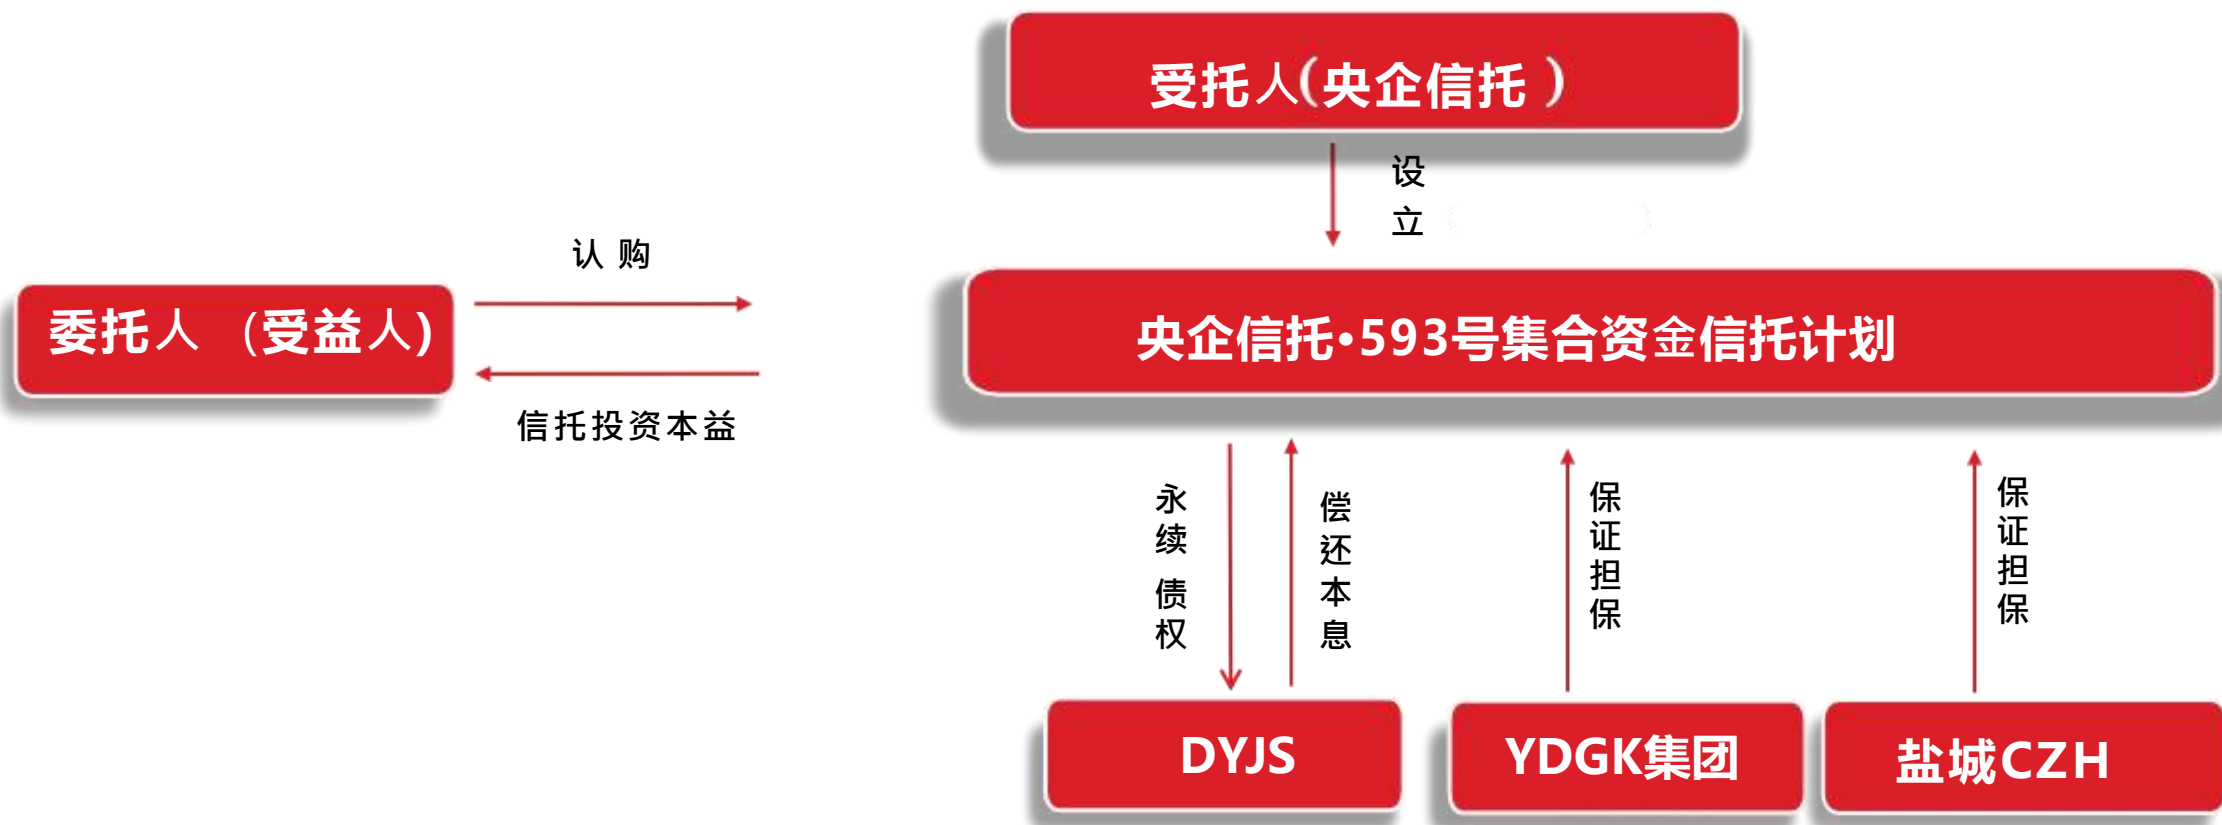 受托人(央企信托 )
设
立
认 购
委托人 (受益人)
央企信托·593号集合资金信托计划
信托投资本益
永续 债权
偿还本息
保证担保
保证担保
DYJS
YDGK集团
盐城CZH